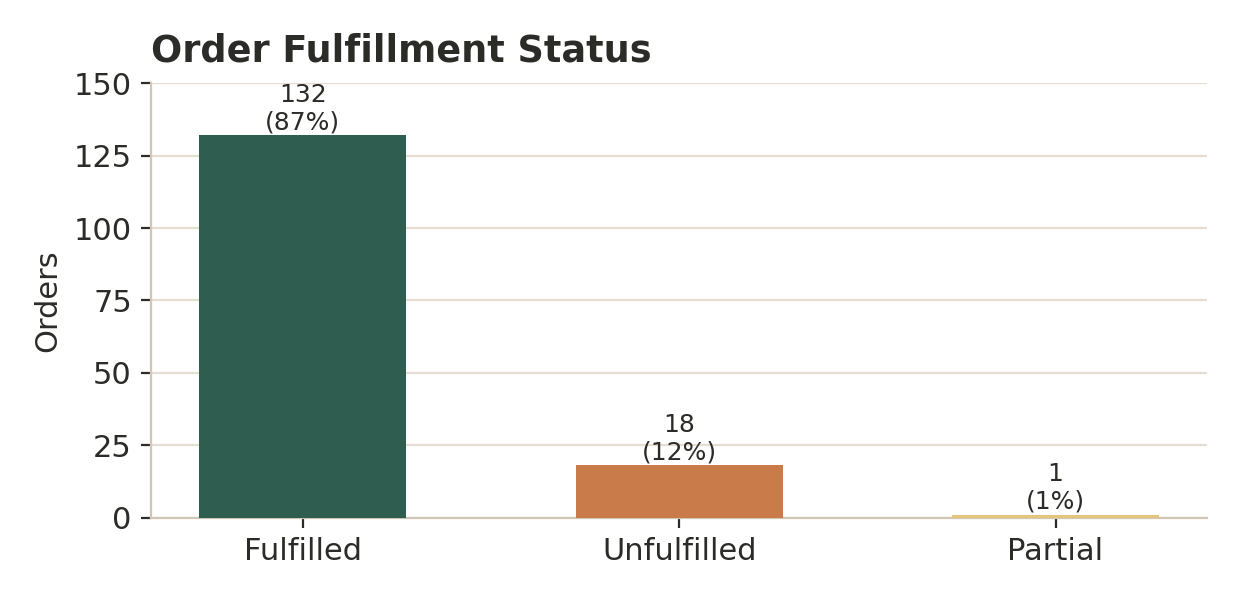 Order Fulfillment Status
150
125
100
75
50
25
0
Orders
132
(87%)
18
(12%)
1
(1%)
Fulfilled
Unfulfilled
Partial